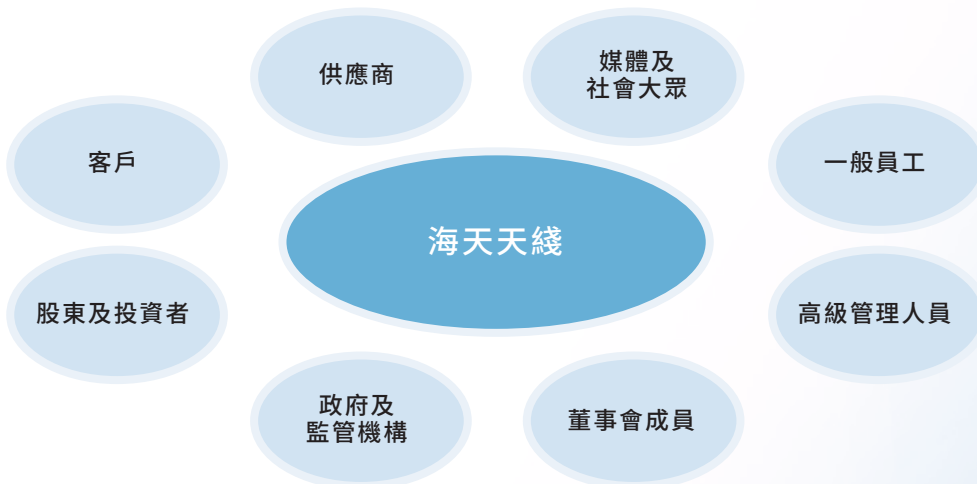 供應商
媒體及
社會大眾
客戶
一般員工
海天天綫
股東及投資者
高級管理人員
政府及
監管機構
董事會成員